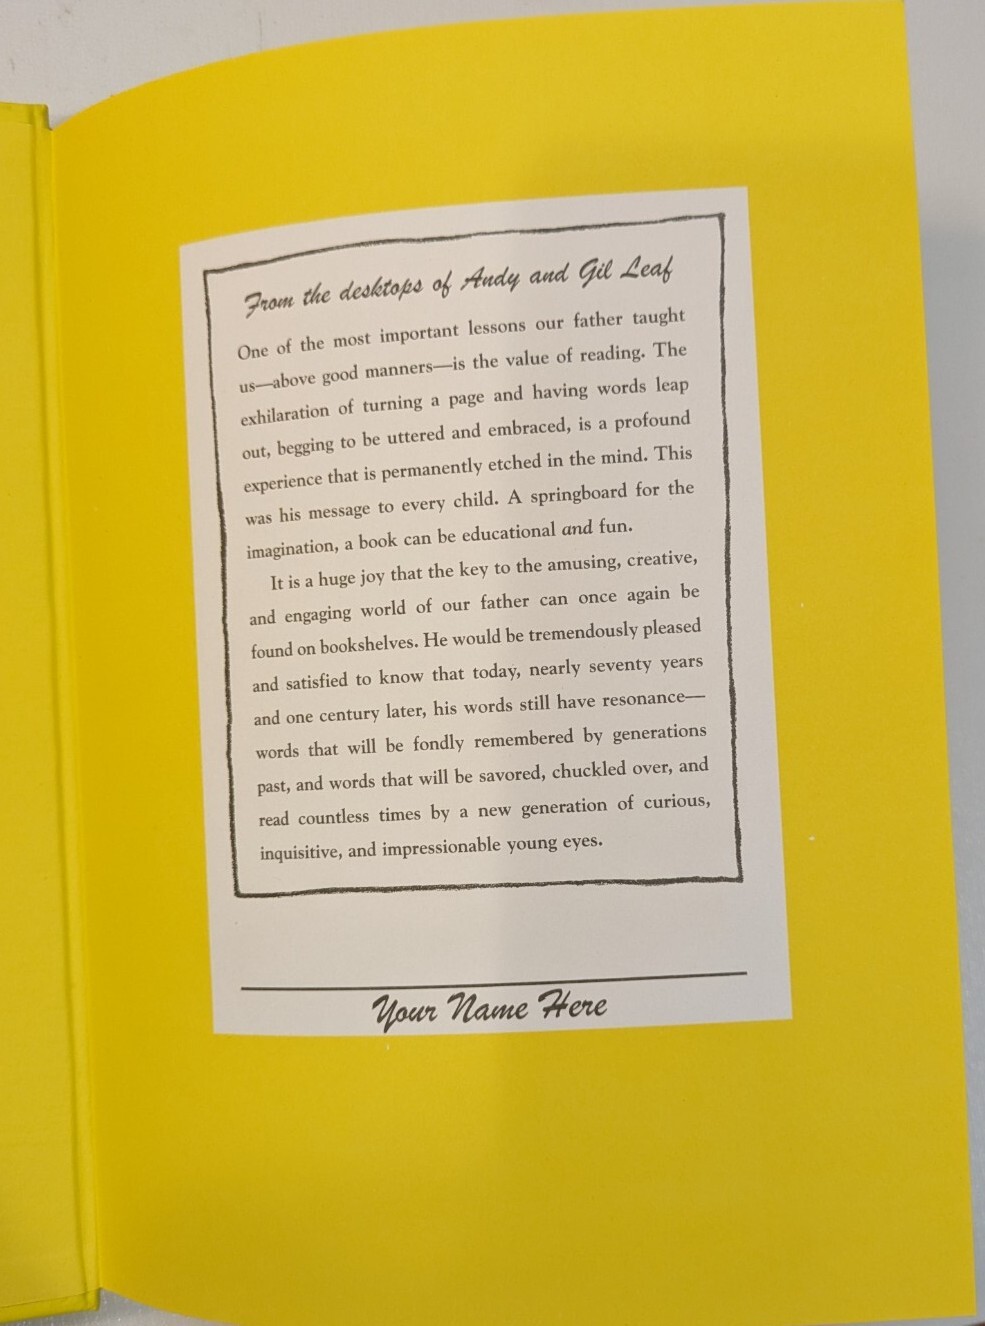 From the desktops of Andy and Gil Leaf
One of the most important lessons our father taught
us—above good manners—is the value of reading. The
exhilaration of turning a page and having words leap
out, begging to be uttered and embraced, is a profound
experience that is permanently etched in the mind. This
was his message to every child. A springboard for the
imagination, a book can be educational and fun.
It is a huge joy that the key to the amusing, creative,
and engaging world of our father can once again be
found on bookshelves. He would be tremendously pleased
and satisfied to know that today, nearly seventy years
and one century later, his words still have resonance—
words that will be fondly remembered by generations
past, and words that will be savored, chuckled over, and
read countless times by a new generation of curious,
inquisitive, and impressionable young eyes.
Your Name Here